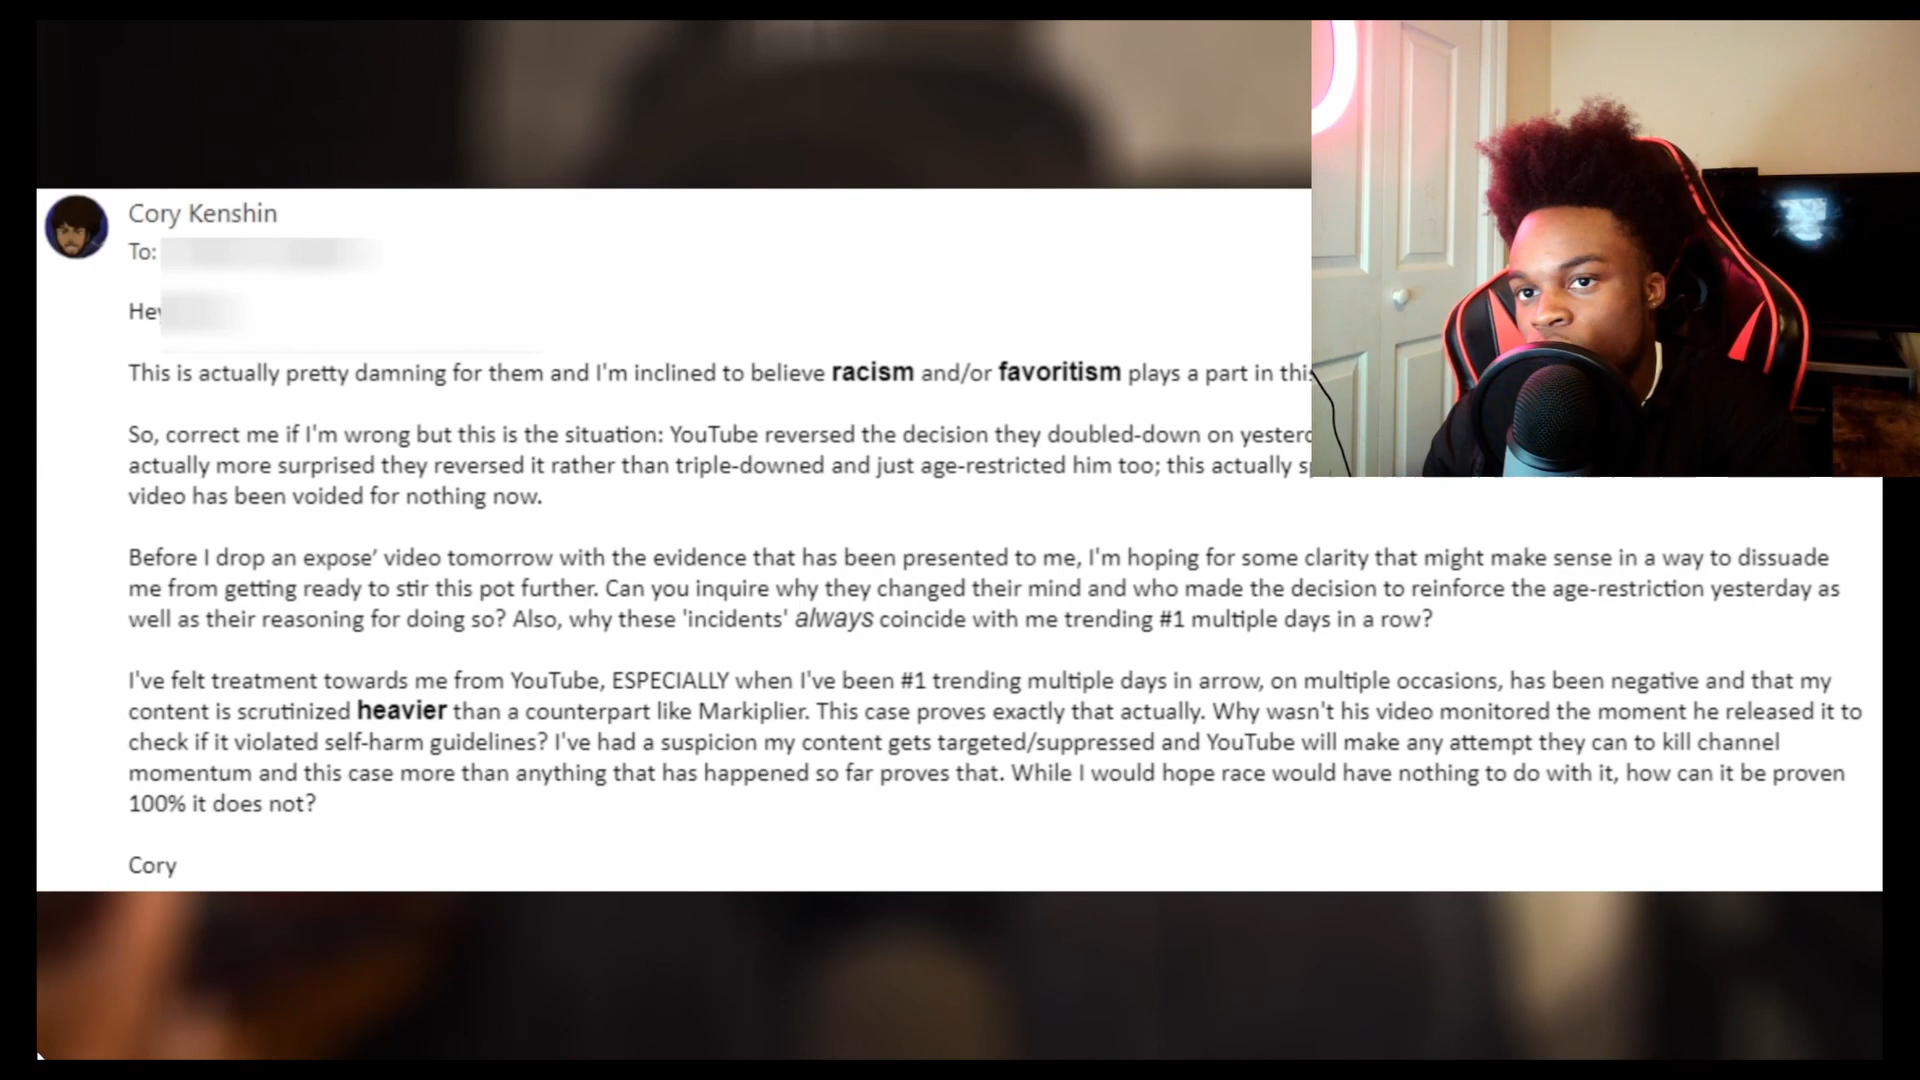 Cory Kenshin
To:
Hey
This is actually pretty damning for them and I'm inclined to believe racism and/or favoritism plays a part in this
So, correct me if I'm wrong but this is the situation: YouTube reversed the decision they doubled-down on
actually more surprised they reversed it rather than triple-downed and just age-restricted him too; this actually
video has been voided for nothing now.
Before I drop an expose’ video tomorrow with the evidence that has been presented to me, I'm hoping for some clarity that might make sense in a way to dissuade
me from getting ready to stir this pot further. Can you inquire why they changed their mind and who made the decision to reinforce the age-restriction yesterday as
well as their reasoning for doing so? Also, why these 'incidents' always coincide with me trending #1 multiple days in a row?
I've felt treatment towards me from YouTube, ESPECIALLY when I've been #1 trending multiple days in arrow, on multiple occasions, has been negative and that my
content is scrutinized heavier than a counterpart like Markiplier. This case proves exactly that actually. Why wasn't his video monitored the moment he released it to
check if it violated self-harm guidelines? I've had a suspicion my content gets targeted/suppressed and YouTube will make any attempt they can to kill channel
momentum and this case more than anything that has happened so far proves that. While I would hope race would have nothing to do with it, how can it be proven
100% it does not?
Cory